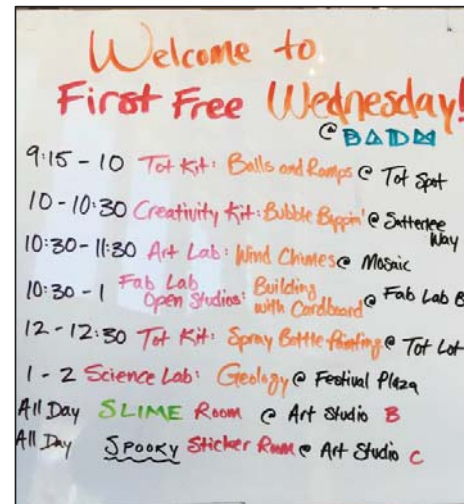 Welcome to
First Free Wednesday!
@ BADM
9:15 - 10 Tot Kit: Balls and Ramps @ Tot Spot
10 - 10:30 Creativity Kit: Bubble Boppin' @ Satterlee Way
10:30 - 11:30 Art Lab: Wind Chimes @ Mosaic
10:30 - 1 Fab Lab Open Studios: Building with Cardboard @ Fab Lab B
12 - 12:30 Tot Kit: Spray Bottle Painting @ Tot Lot
1 - 2 Science Lab: Geology @ Festival Plaza
All Day SLIME Room @ Art Studio B
All Day Spooky Sticker Room @ Art Studio C